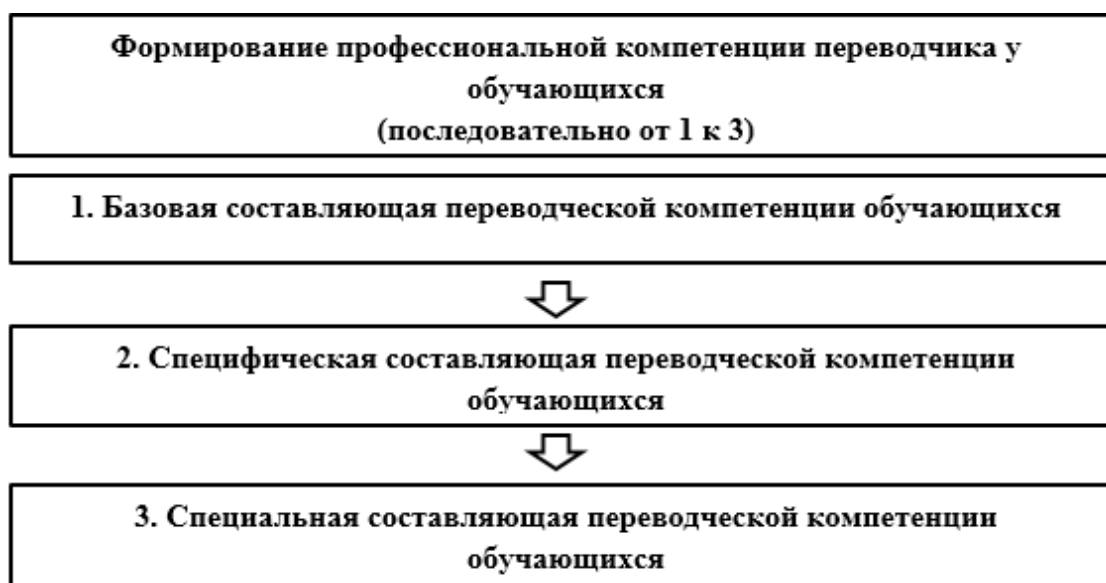 Формирование профессиональной компетенции переводчика у
обучающихся
(последовательно от 1 к 3)
1. Базовая составляющая переводческой компетенции обучающихся
2. Специфическая составляющая переводческой компетенции
обучающихся
3. Специальная составляющая переводческой компетенции
обучающихся